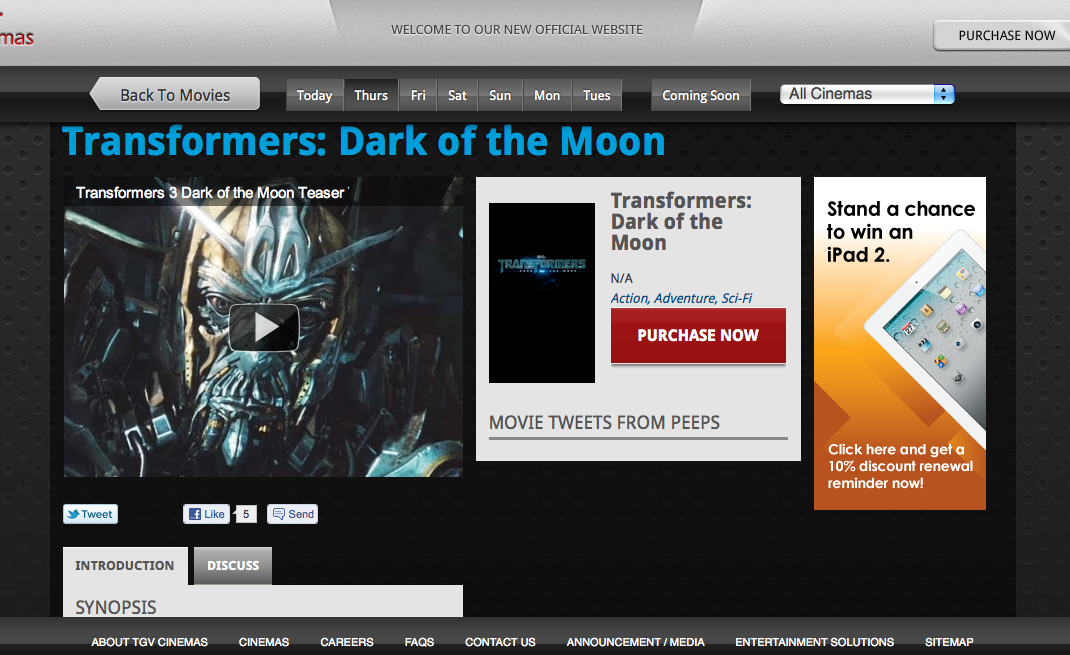 mas
WELCOME TO OUR NEW OFFICIAL WEBSITE
PURCHASE NOW
Back To Movies
Today
Thurs
Fri
Sat
Sun
Mon
Tues
Coming Soon
All Cinemas
Transformers: Dark of the Moon
Transformers 3 Dark of the Moon Teaser
TRANSFORMERS
Transformers:
Dark of the
Moon
N/A
Action, Adventure, Sci-Fi
PURCHASE NOW
MOVIE TWEETS FROM PEEPS
Stand a chance
to win an
iPad 2.
Click here and get a
10% discount renewal
reminder now!
Tweet
Like
5
Send
INTRODUCTION
DISCUSS
SYNOPSIS
ABOUT TGV CINEMAS
CINEMAS
CAREERS
FAQS
CONTACT US
ANNOUNCEMENT / MEDIA
ENTERTAINMENT SOLUTIONS
SITEMAP